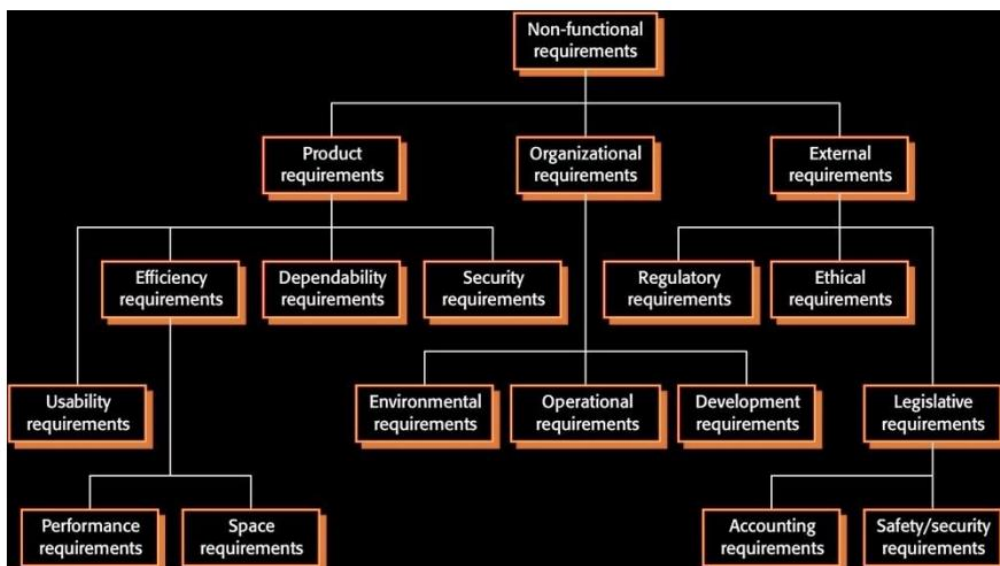 Non-functional
requirements
Product
requirements
Organizational
requirements
External
requirements
Efficiency
requirements
Dependability
requirements
Security
requirements
Regulatory
requirements
Ethical
requirements
Usability
requirements
Environmental
requirements
Operational
requirements
Development
requirements
Legislative
requirements
Performance
requirements
Space
requirements
Accounting
requirements
Safety/security
requirements